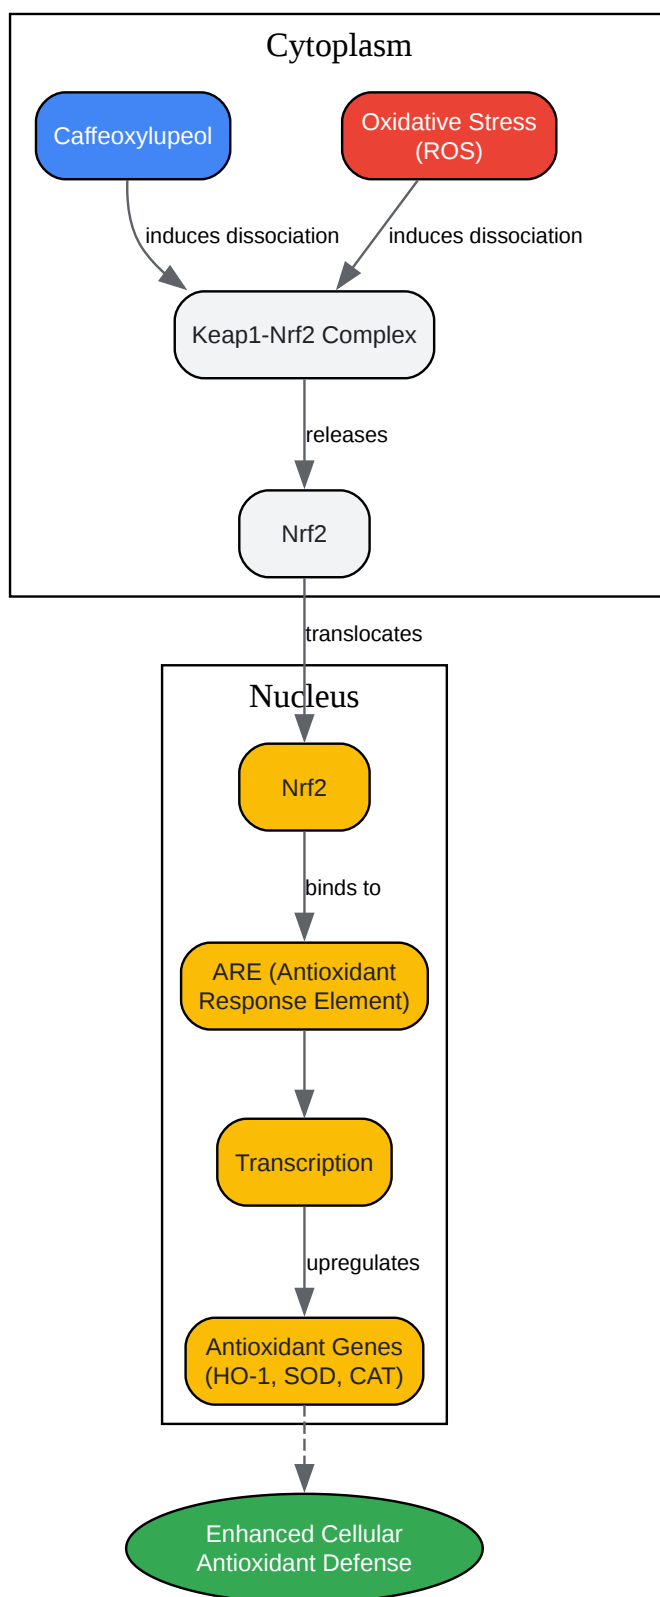 Cytoplasm
Caffeoxylupeol
Oxidative Stress
(ROS)
induces dissociation
induces dissociation
Keap1-Nrf2 Complex
releases
Nrf2
translocates
Nucleus
Nrf2
binds to
ARE (Antioxidant
Response Element)
Transcription
upregulates
Antioxidant Genes
(HO-1, SOD, CAT)
Enhanced Cellular
Antioxidant Defense